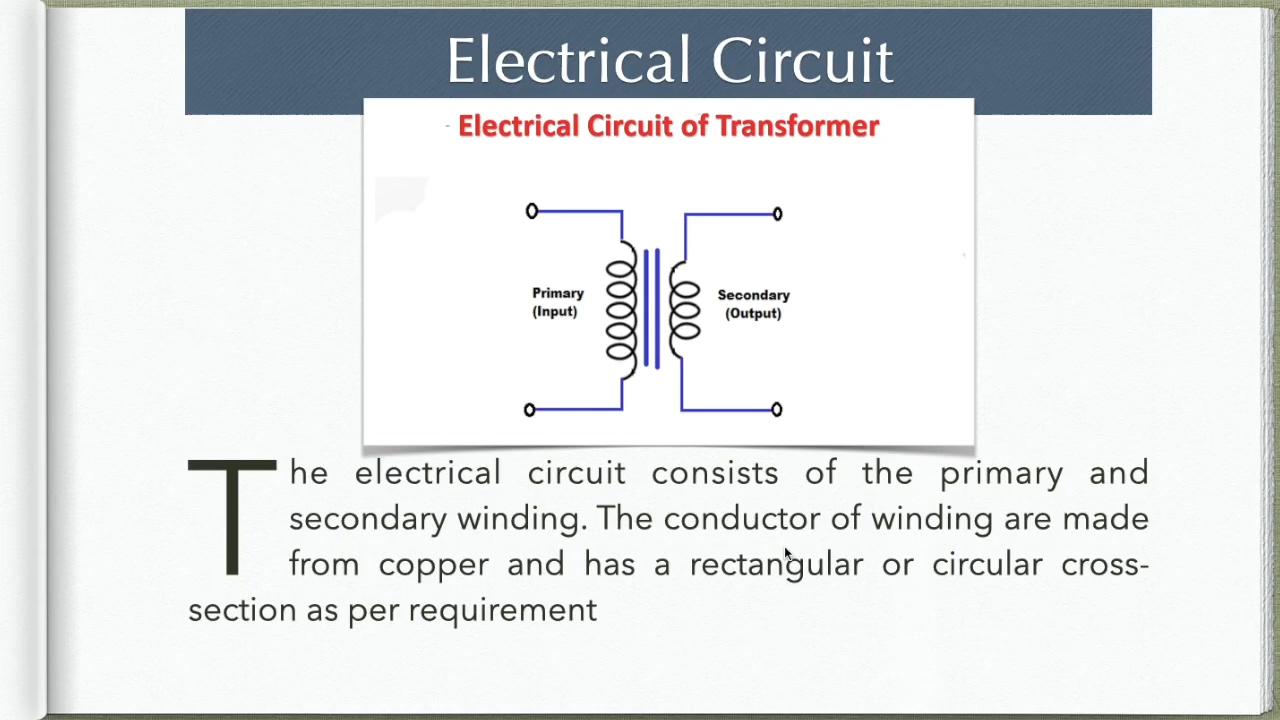 Electrical Circuit
Electrical Circuit of Transformer
Primary
(Input)
Secondary
(Output)
The electrical circuit consists of the primary and
secondary winding. The conductor of winding are made
from copper and has a rectangular or circular cross-
section as per requirement